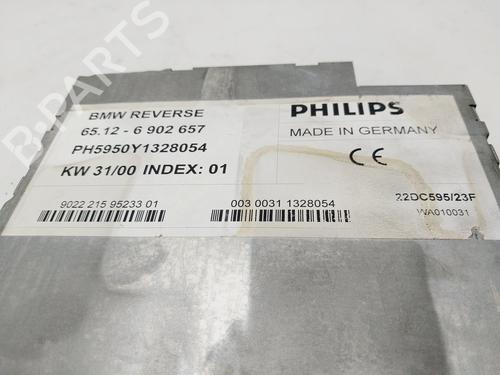 BMW REVERSE
65.12 - 6 902 657
PH5950Y1328054
KW 31/00 INDEX: 01
PHILIPS
MADE IN GERMANY
CE
9022 215 95233 01
003 0031 1328054
22DC595/23F
WA010031
B-PARTS